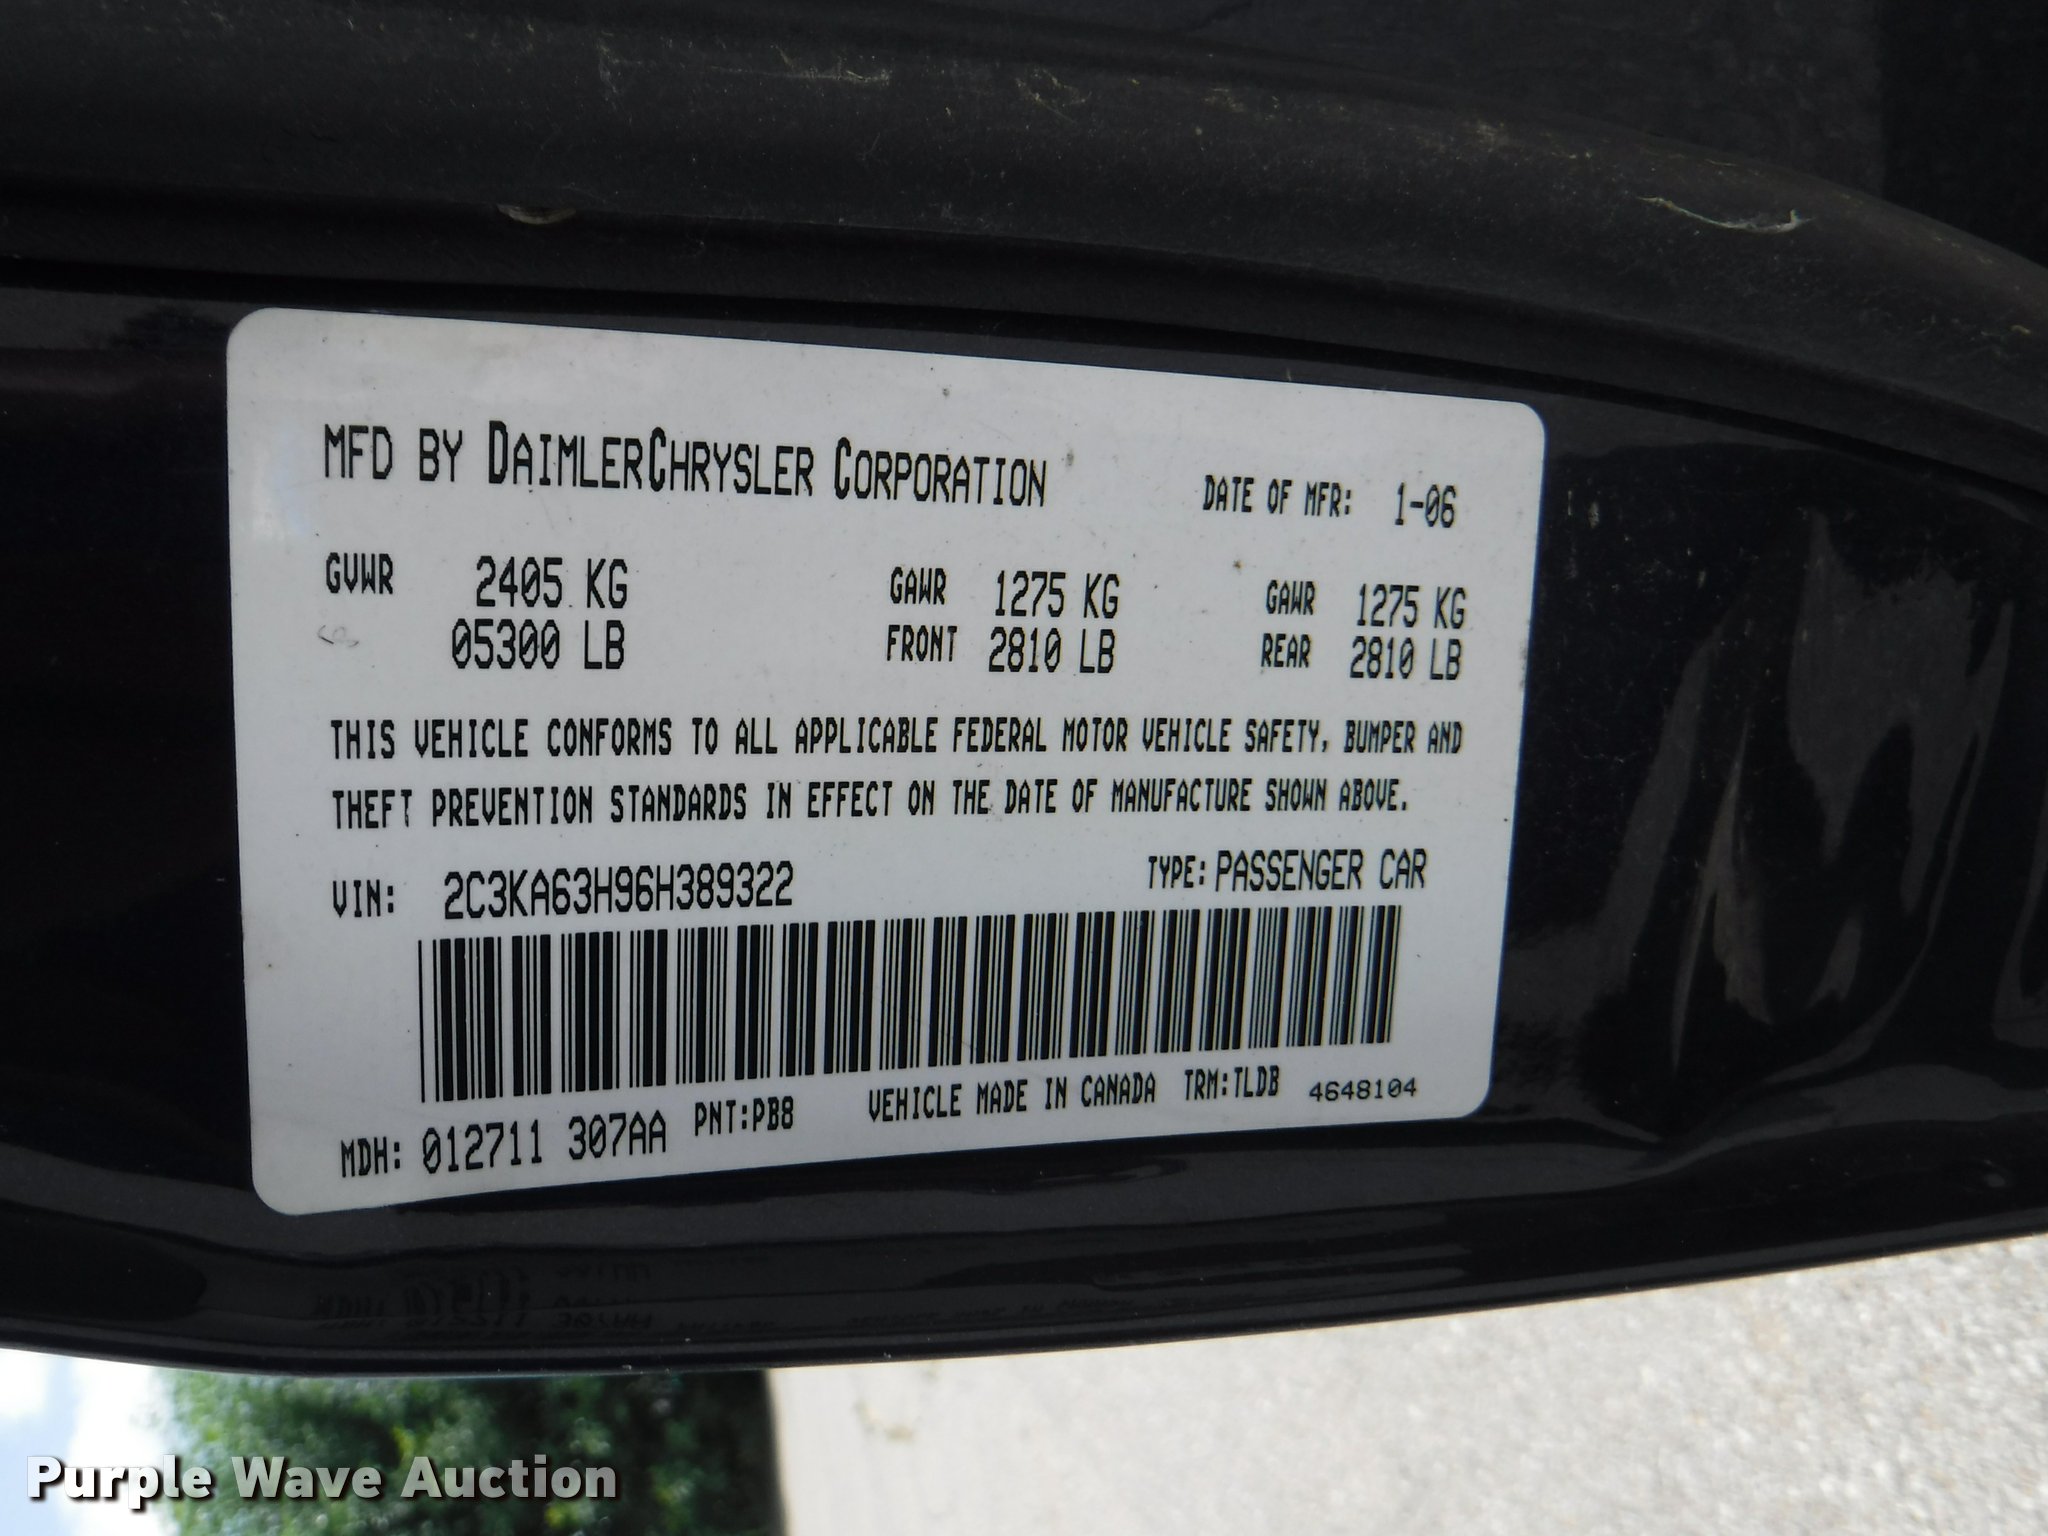 MFD BY DAIMLERCHRYSLER CORPORATION DATE OF MFR: 1-06
GVWR 2405 KG GAWR 1275 KG GAWR 1275 KG
05300 LB FRONT 2810 LB REAR 2810 LB
THIS VEHICLE CONFORMS TO ALL APPLICABLE FEDERAL MOTOR VEHICLE SAFETY, BUMPER AND
THEFT PREVENTION STANDARDS IN EFFECT ON THE DATE OF MANUFACTURE SHOWN ABOVE.
VIN: 2C3KA63H96H389322 TYPE: PASSENGER CAR
MDH: 012711 307AA PNT:PB8 VEHICLE MADE IN CANADA TRM:TLDB 4648104
Purple Wave Auction